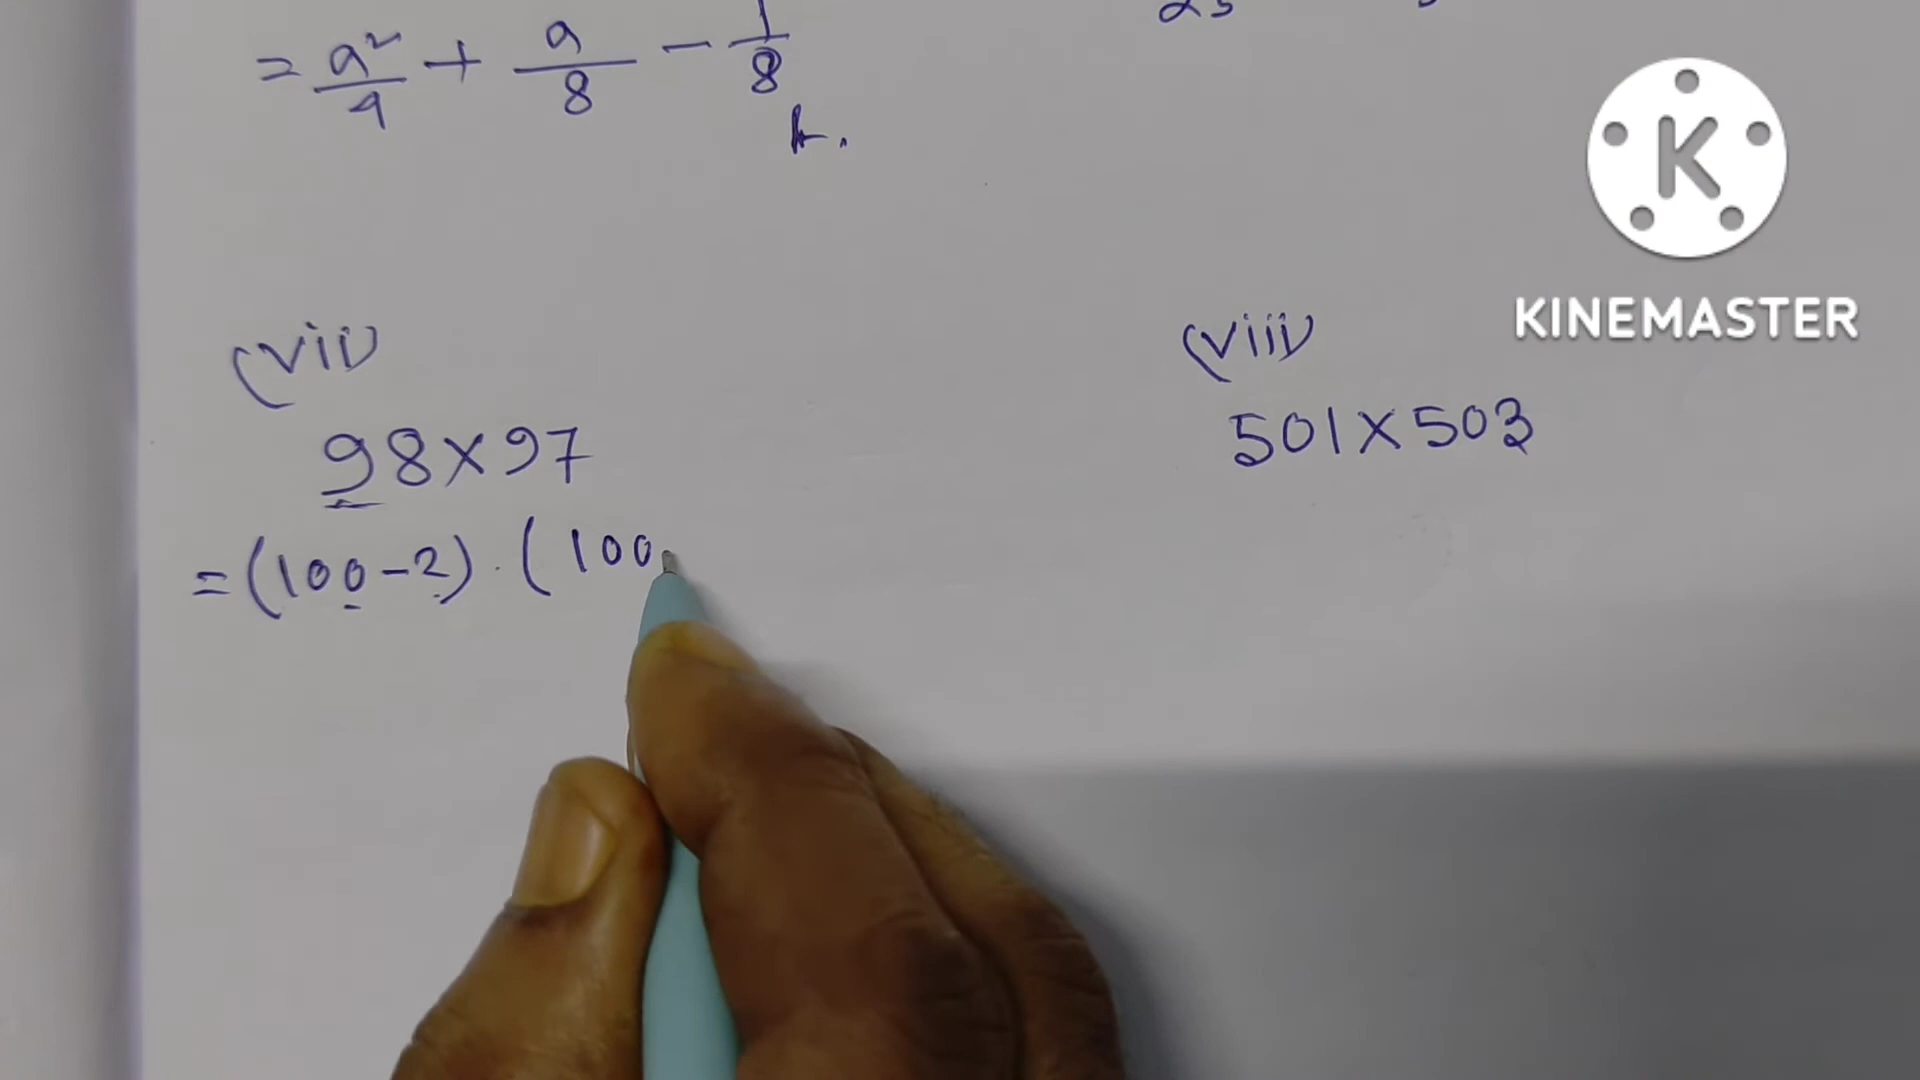 = a²/4 + a/8 - 1/8
(vii)
98×97
= (100-2).(100
(viii)
501×503
KINEMASTER